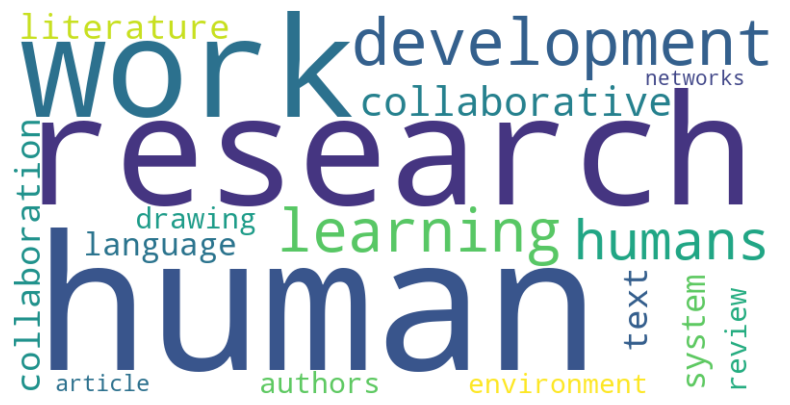 literature
work
development
networks
collaborative
research
collaboration
drawing
learning
language
humans
human
text
system
review
article
authors
environment